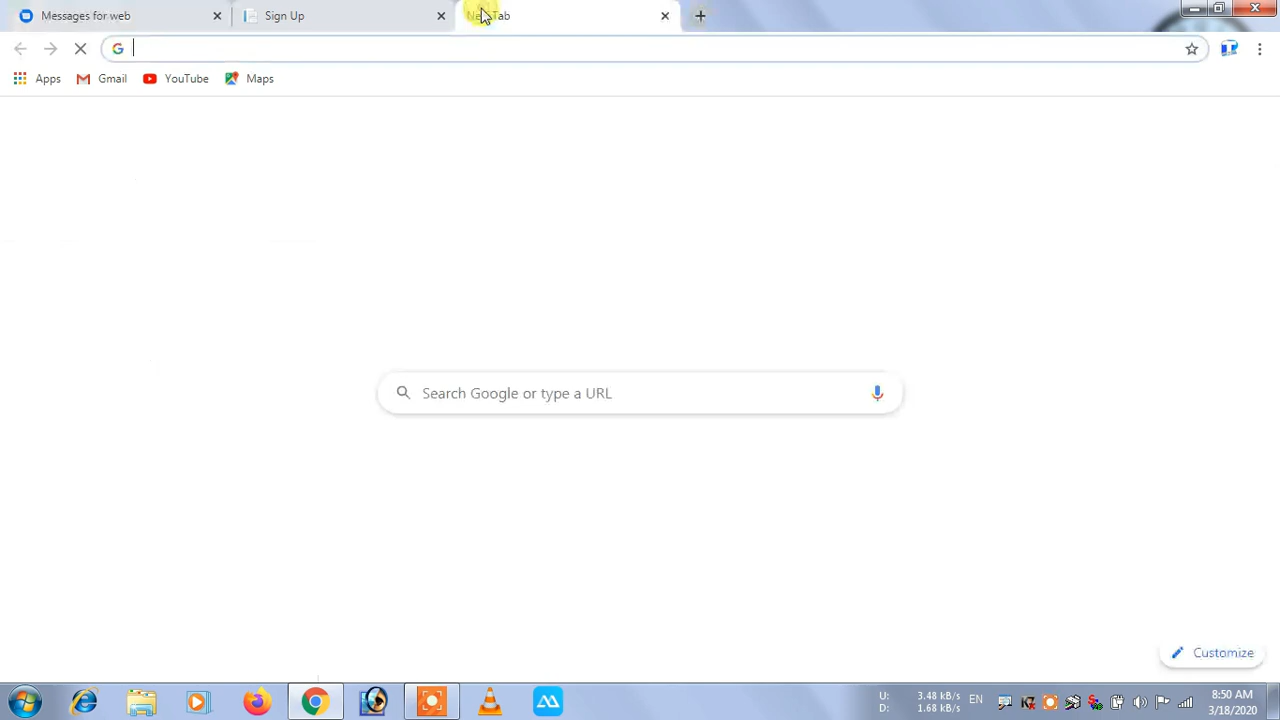 Messages for web
Sign Up
New Tab
Apps
Gmail
YouTube
Maps
Search Google or type a URL
Customize
U: 3.48 kB/s
D: 1.68 kB/s
EN
8:50 AM
3/18/2020